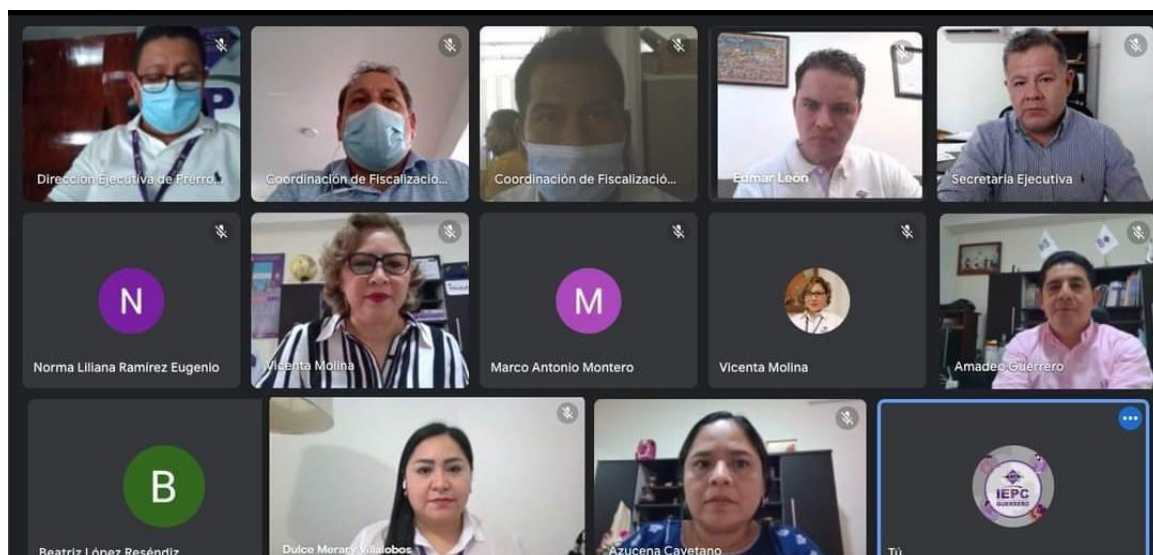 Dirección Ejecutiva de Prerro...
Coordinación de Fiscalizació...
Coordinación de Fiscalizació...
Edmar León
Secretaria Ejecutiva
N
Norma Liliana Ramírez Eugenio
Vicenta Molina
M
Marco Antonio Montero
Vicenta Molina
Amadeo Guerrero
B
Beatriz López Reséndiz
Dulce Merary Villalobos
Azucena Cayetano
IEPC
GUERRERO
Tú